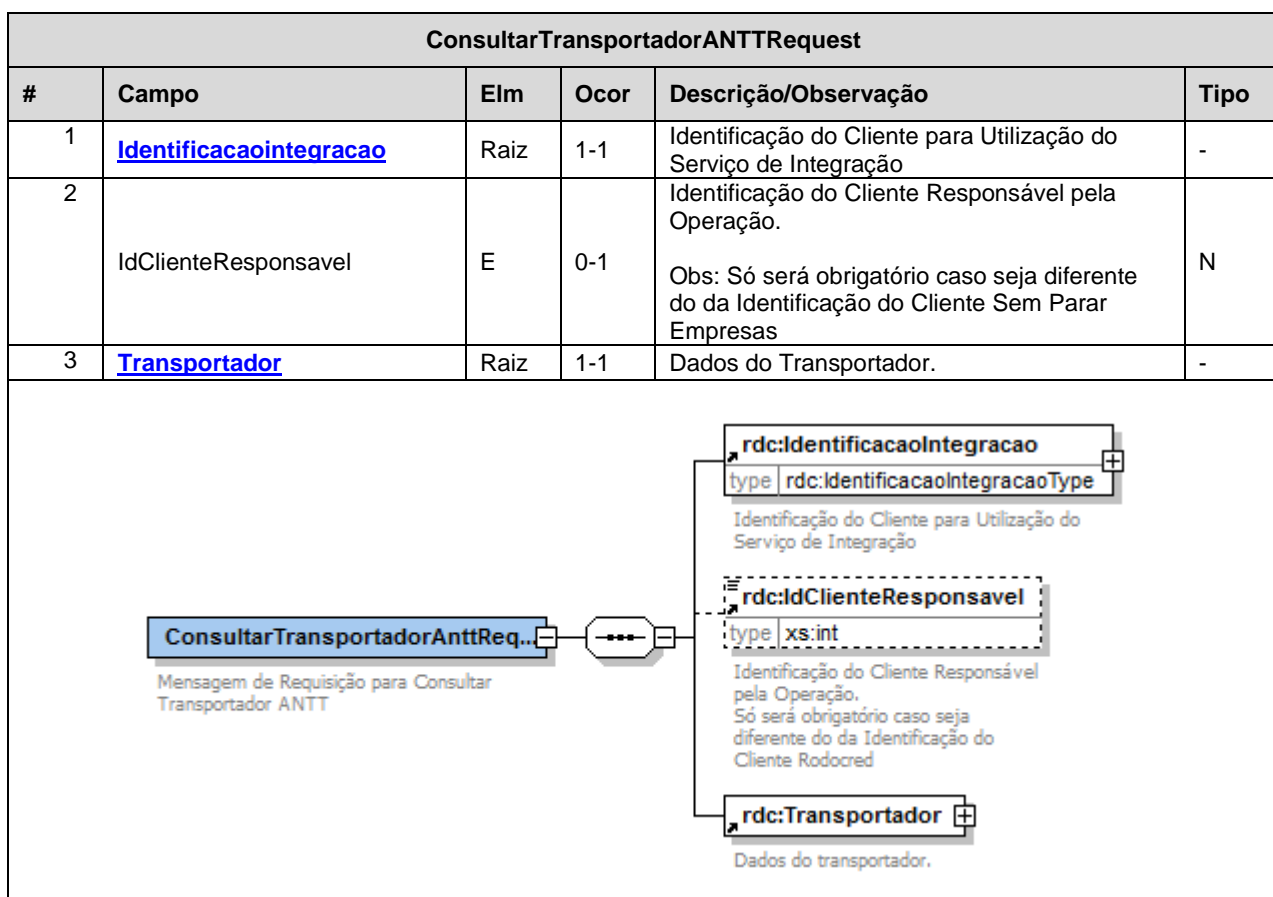 ConsultarTransportadorANTTRequest
# Campo Elm Ocor Descrição/Observação Tipo
1 Identificacaointegracao Raiz 1-1 Identificação do Cliente para Utilização do
Serviço de Integração -
2 IdClienteResponsavel E 0-1 Identificação do Cliente Responsável pela
Operação.
Obs: Só será obrigatório caso seja diferente
do da Identificação do Cliente Sem Parar
Empresas N
3 Transportador Raiz 1-1 Dados do Transportador. -
rdc:IdentificacaoIntegracao
type rdc:IdentificacaoIntegracaoType
Identificação do Cliente para Utilização do
Serviço de Integração
rdc:IdClienteResponsavel
type xs:int
Identificação do Cliente Responsável
pela Operação.
Só será obrigatório caso seja
diferente do da Identificação do
Cliente Rodocred
ConsultarTransportadorAnttReq...
Mensagem de Requisição para Consultar
Transportador ANTT
rdc:Transportador
Dados do transportador.